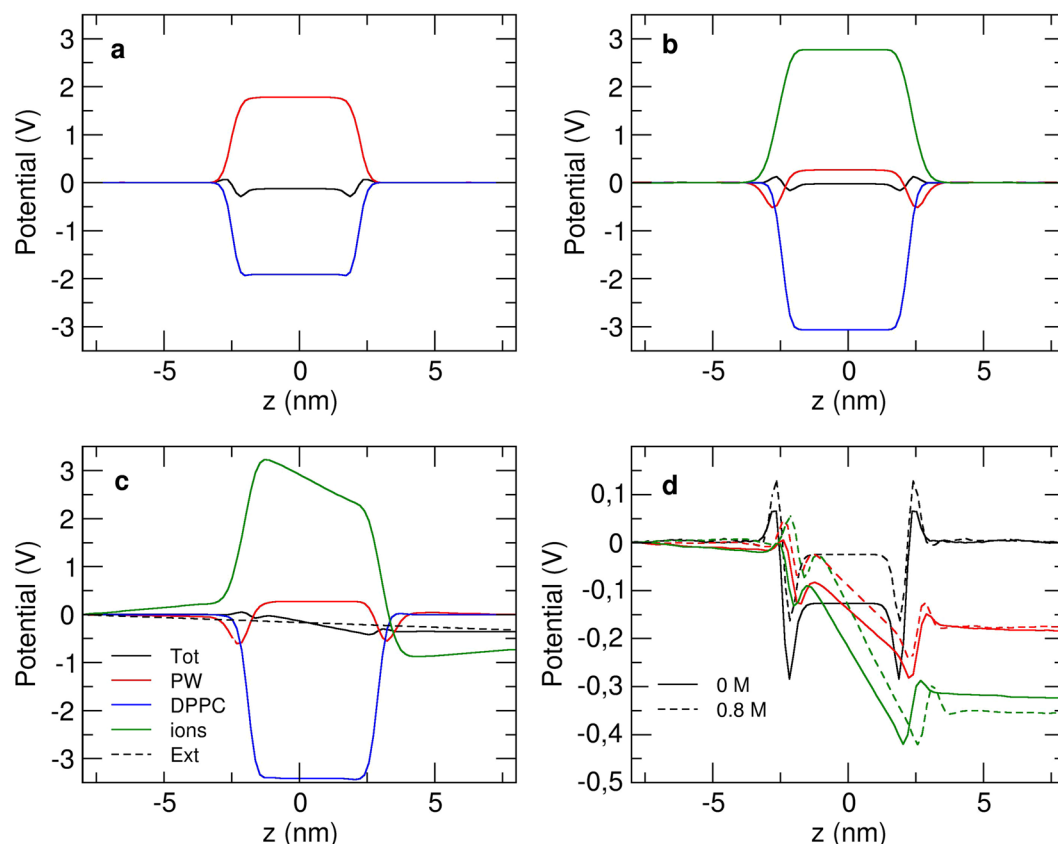 a
Potential (V)
3
2
1
0
-1
-2
-3
-5 0 5
z (nm)
b
Potential (V)
3
2
1
0
-1
-2
-3
-5 0 5
z (nm)
c
Potential (V)
3
2
1
0
-1
-2
-3
Tot
PW
DPPC
ions
Ext
-5 0 5
z (nm)
d
Potential (V)
0,1
0
-0,1
-0,2
-0,3
-0,4
-0,5
0 M
0.8 M
-5 0 5
z (nm)